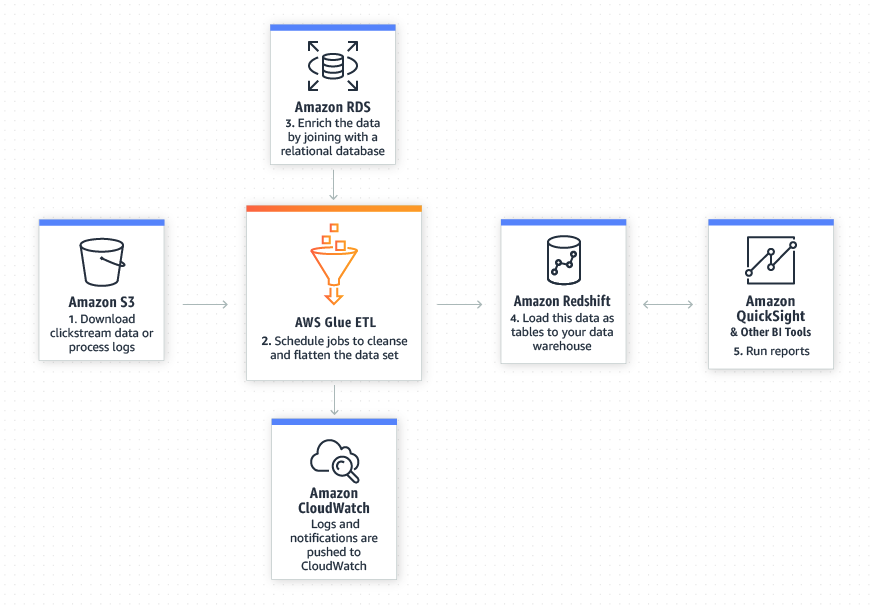 Amazon RDS
3. Enrich the data
by joining with a
relational database
Amazon S3
1. Download
clickstream data or
process logs
AWS Glue ETL
2. Schedule jobs to cleanse
and flatten the data set
Amazon Redshift
4. Load this data as
tables to your data
warehouse
Amazon
QuickSight
& Other BI Tools
5. Run reports
Amazon
CloudWatch
Logs and
notifications are
pushed to
CloudWatch